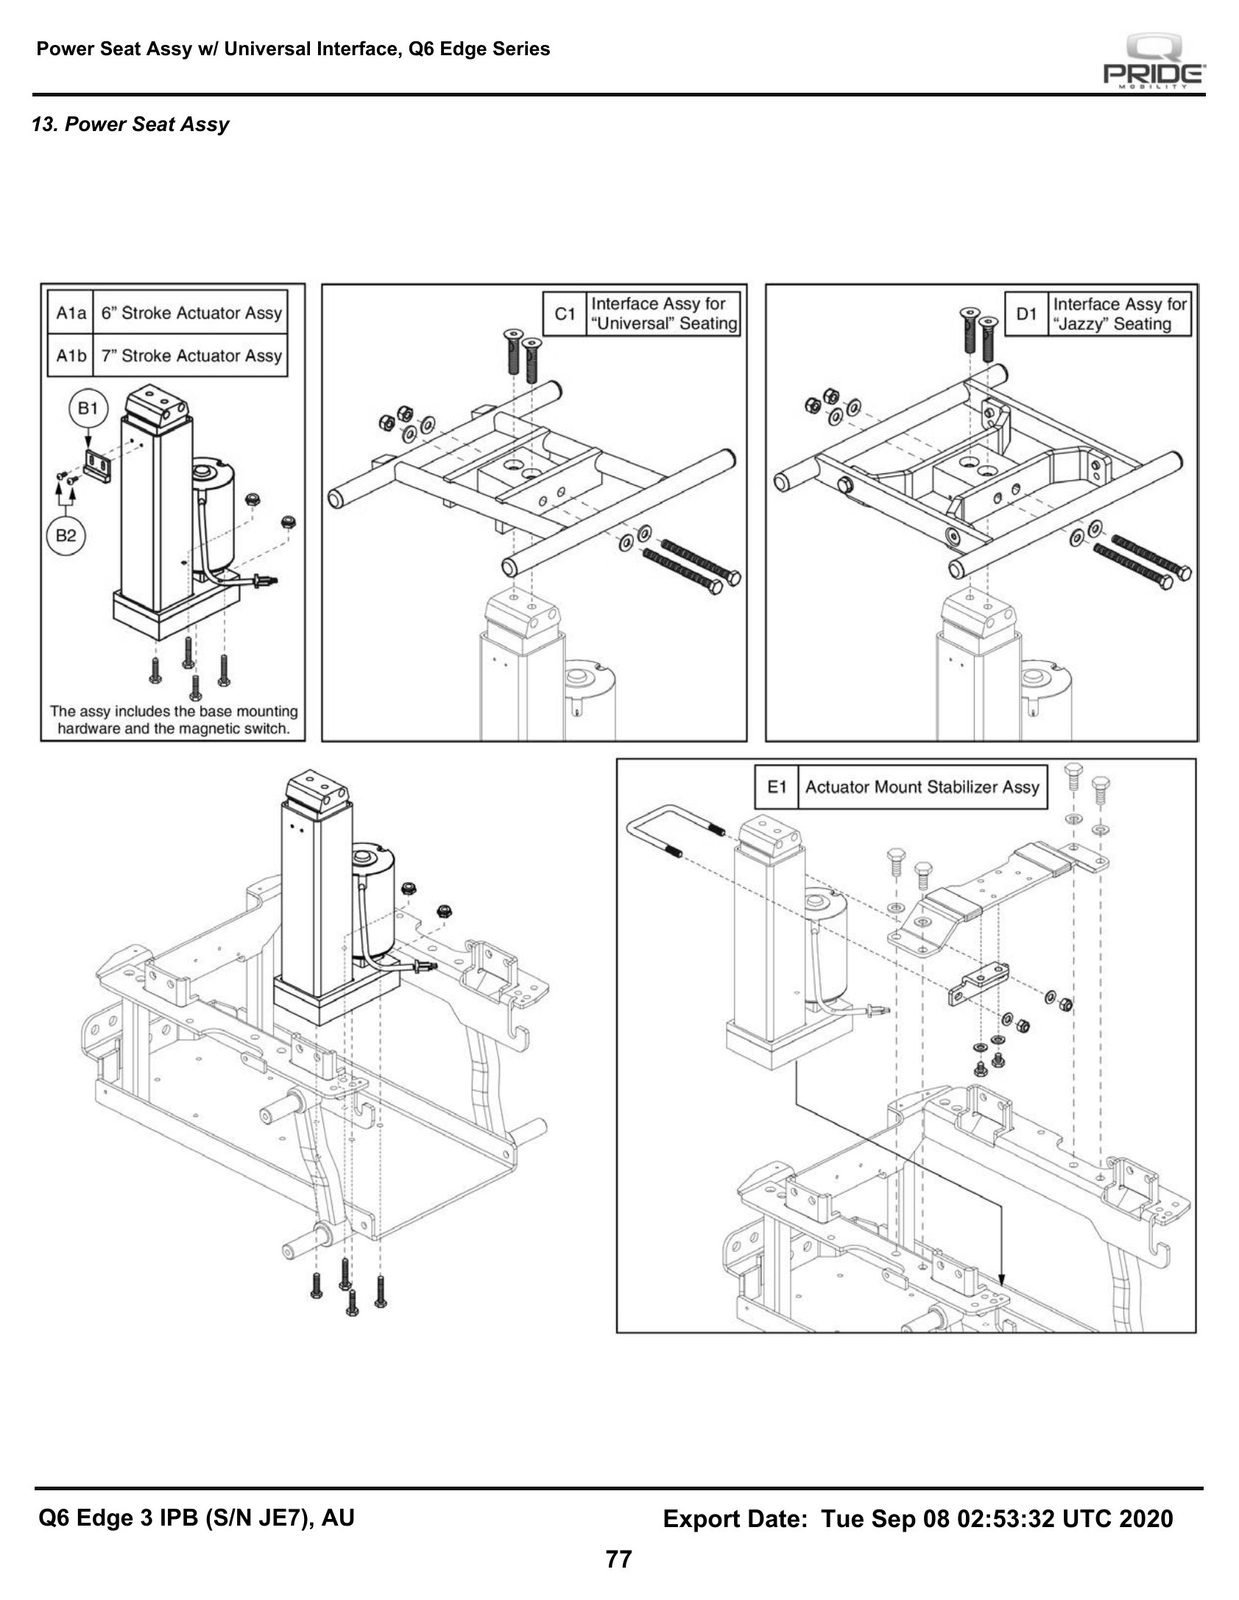 Power Seat Assy w/ Universal Interface, Q6 Edge Series
Q
PRIDE
MOBILITY
13. Power Seat Assy
A1a 6” Stroke Actuator Assy
A1b 7” Stroke Actuator Assy
B1
B2
The assy includes the base mounting
hardware and the magnetic switch.
C1 Interface Assy for
“Universal” Seating
D1 Interface Assy for
“Jazzy” Seating
E1 Actuator Mount Stabilizer Assy
Q6 Edge 3 IPB (S/N JE7), AU
Export Date: Tue Sep 08 02:53:32 UTC 2020
77